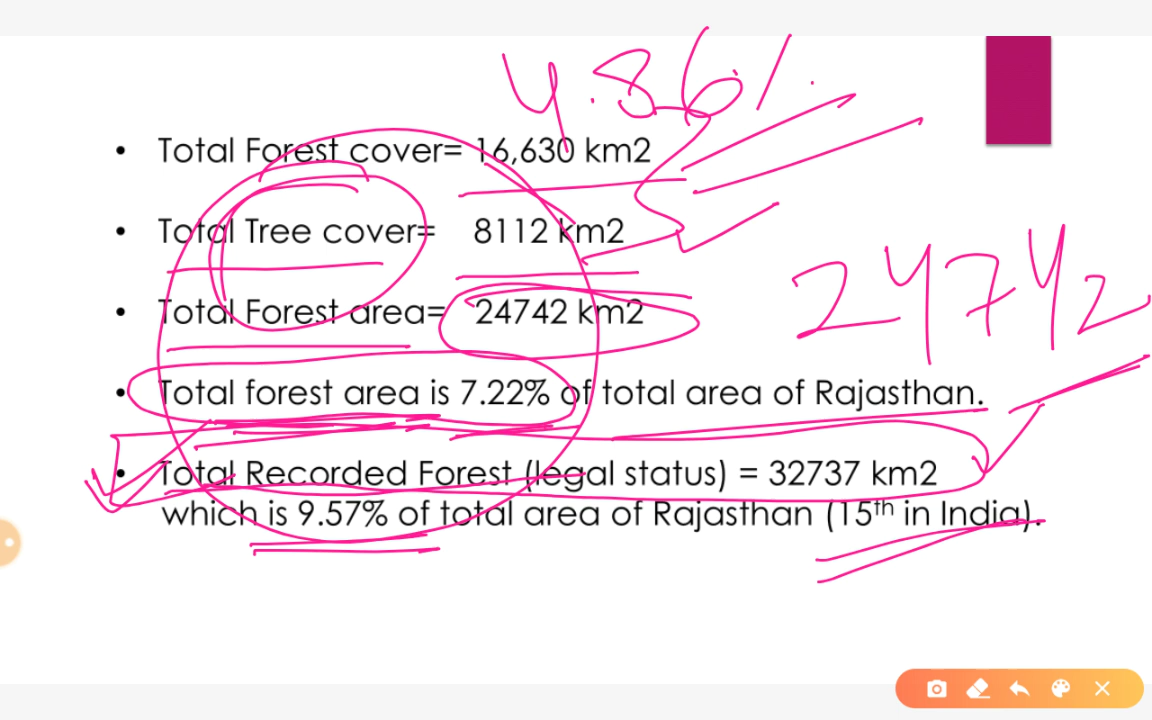 4.86%
• Total Forest cover= 16,630 km2
• Total Tree cover= 8112 km2
24742
• Total Forest area= 24742 km2
• Total forest area is 7.22% of total area of Rajasthan.
• Total Recorded Forest (legal status) = 32737 km2
which is 9.57% of total area of Rajasthan (15th in India).